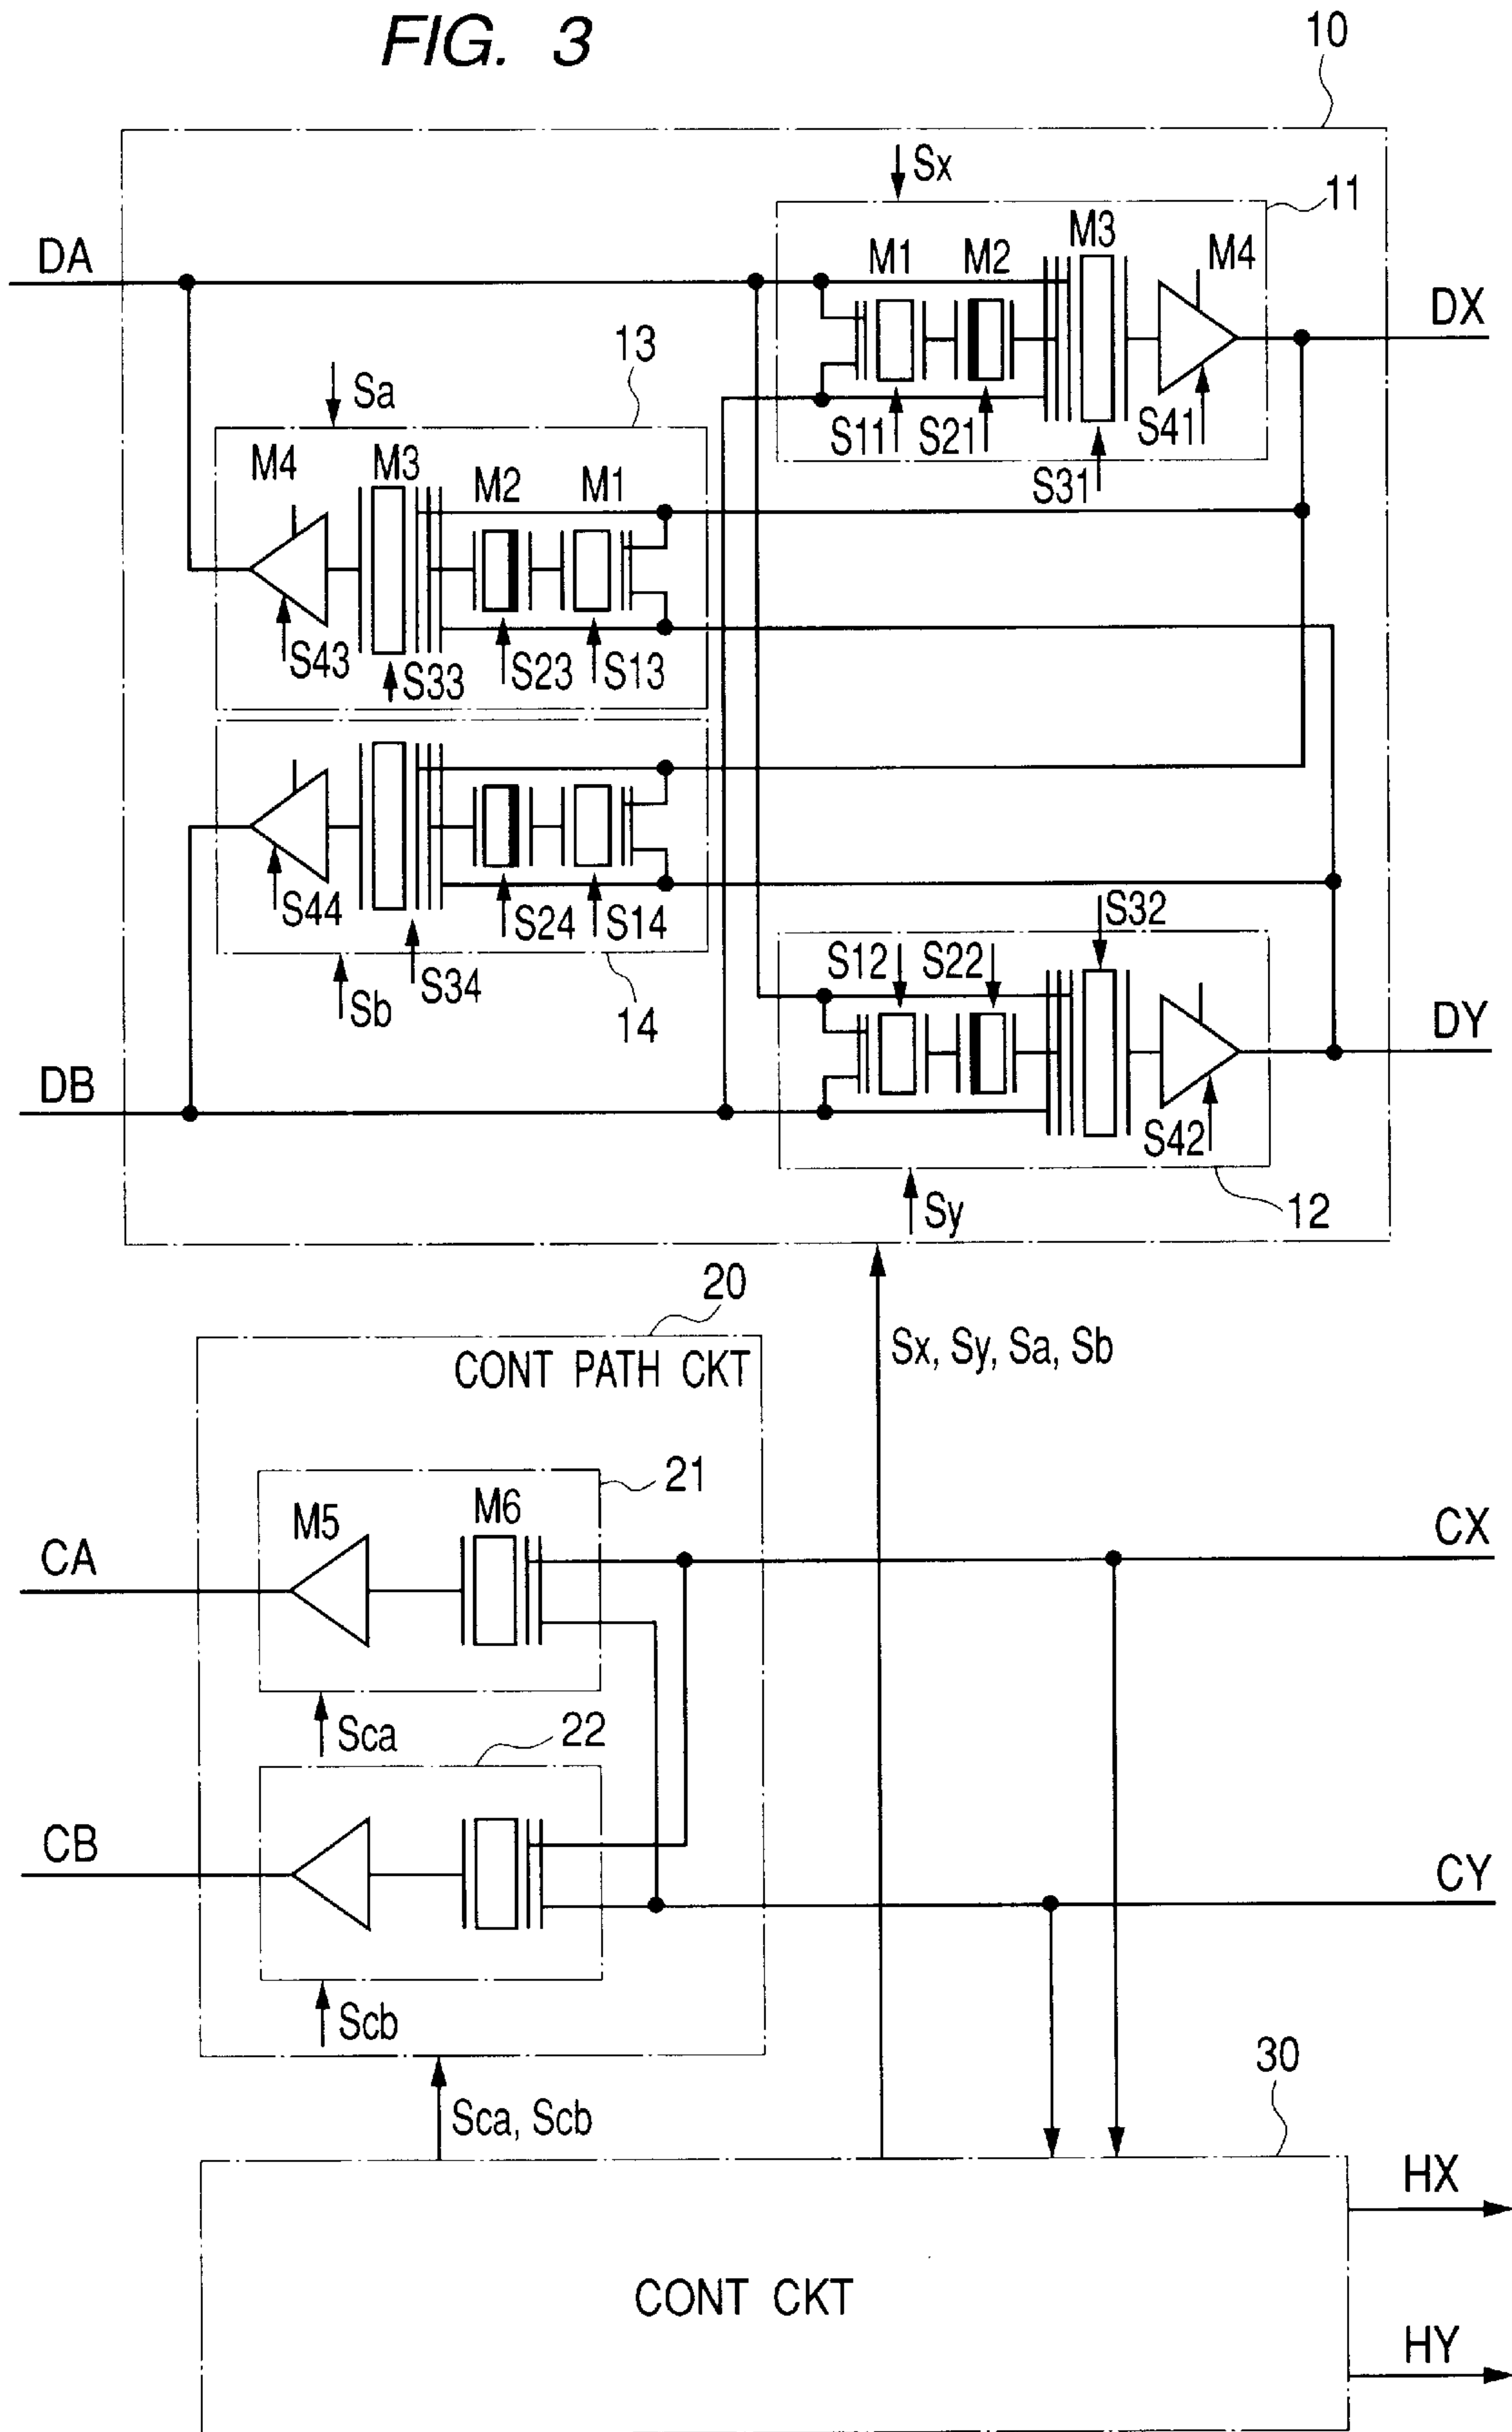 FIG. 3
10
Sx
11
DA
M1 M2 M3 M4
DX
13
Sa
S11 S21 S31 S41
M4 M3 M2 M1
S43 S33 S23 S13
S44 S34 S24 S14
Sb
14
S12 S22 S32
DY
DB
S42
Sy
12
20
Sx, Sy, Sa, Sb
CONT PATH CKT
21
M5 M6
CA
CX
Sca
22
CB
CY
Scb
30
Sca, Scb
HX
CONT CKT
HY